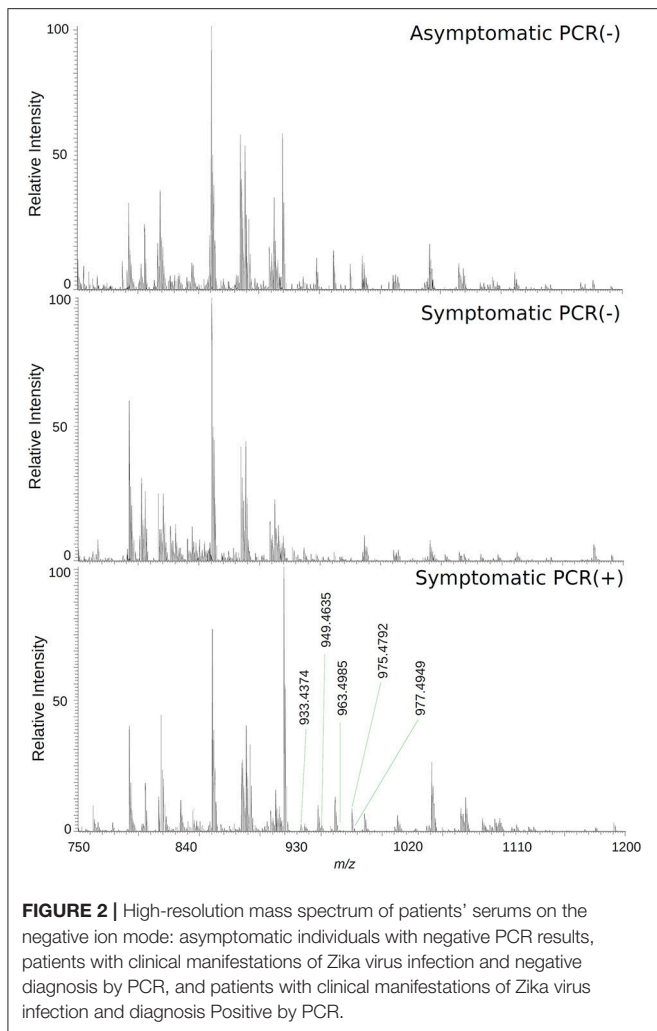 Asymptomatic PCR(-)
100
50
0
Relative Intensity
Symptomatic PCR(-)
100
50
0
Relative Intensity
Symptomatic PCR(+)
100
50
0
Relative Intensity
933.4374
949.4635
963.4985
975.4792
977.4949
750
840
930
1020
1110
1200
m/z
FIGURE 2 | High-resolution mass spectrum of patients' serums on the
negative ion mode: asymptomatic individuals with negative PCR results,
patients with clinical manifestations of Zika virus infection and negative
diagnosis by PCR, and patients with clinical manifestations of Zika virus
infection and diagnosis Positive by PCR.